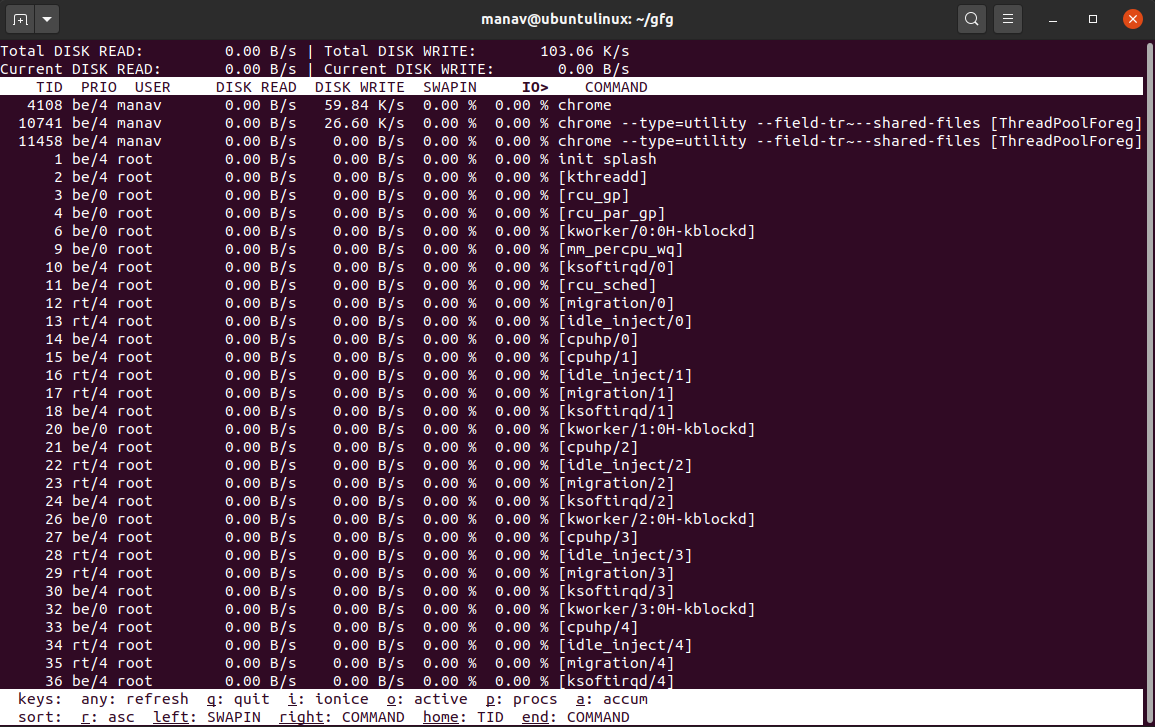 manav@ubuntulinux: ~/gfg
Total DISK READ:         0.00 B/s | Total DISK WRITE:       103.06 K/s
Current DISK READ:       0.00 B/s | Current DISK WRITE:       0.00 B/s
    TID  PRIO  USER     DISK READ  DISK WRITE  SWAPIN     IO>    COMMAND
   4108 be/4 manav       0.00 B/s   59.84 K/s  0.00 %  0.00 % chrome
  10741 be/4 manav       0.00 B/s   26.60 K/s  0.00 %  0.00 % chrome --type=utility --field-tr~--shared-files [ThreadPoolForeg]
  11458 be/4 manav       0.00 B/s    0.00 B/s  0.00 %  0.00 % chrome --type=utility --field-tr~--shared-files [ThreadPoolForeg]
      1 be/4 root        0.00 B/s    0.00 B/s  0.00 %  0.00 % init splash
      2 be/4 root        0.00 B/s    0.00 B/s  0.00 %  0.00 % [kthreadd]
      3 be/0 root        0.00 B/s    0.00 B/s  0.00 %  0.00 % [rcu_gp]
      4 be/0 root        0.00 B/s    0.00 B/s  0.00 %  0.00 % [rcu_par_gp]
      6 be/0 root        0.00 B/s    0.00 B/s  0.00 %  0.00 % [kworker/0:0H-kblockd]
      9 be/0 root        0.00 B/s    0.00 B/s  0.00 %  0.00 % [mm_percpu_wq]
     10 be/4 root        0.00 B/s    0.00 B/s  0.00 %  0.00 % [ksoftirqd/0]
     11 be/4 root        0.00 B/s    0.00 B/s  0.00 %  0.00 % [rcu_sched]
     12 rt/4 root        0.00 B/s    0.00 B/s  0.00 %  0.00 % [migration/0]
     13 rt/4 root        0.00 B/s    0.00 B/s  0.00 %  0.00 % [idle_inject/0]
     14 be/4 root        0.00 B/s    0.00 B/s  0.00 %  0.00 % [cpuhp/0]
     15 be/4 root        0.00 B/s    0.00 B/s  0.00 %  0.00 % [cpuhp/1]
     16 rt/4 root        0.00 B/s    0.00 B/s  0.00 %  0.00 % [idle_inject/1]
     17 rt/4 root        0.00 B/s    0.00 B/s  0.00 %  0.00 % [migration/1]
     18 be/4 root        0.00 B/s    0.00 B/s  0.00 %  0.00 % [ksoftirqd/1]
     20 be/0 root        0.00 B/s    0.00 B/s  0.00 %  0.00 % [kworker/1:0H-kblockd]
     21 be/4 root        0.00 B/s    0.00 B/s  0.00 %  0.00 % [cpuhp/2]
     22 rt/4 root        0.00 B/s    0.00 B/s  0.00 %  0.00 % [idle_inject/2]
     23 rt/4 root        0.00 B/s    0.00 B/s  0.00 %  0.00 % [migration/2]
     24 be/4 root        0.00 B/s    0.00 B/s  0.00 %  0.00 % [ksoftirqd/2]
     26 be/0 root        0.00 B/s    0.00 B/s  0.00 %  0.00 % [kworker/2:0H-kblockd]
     27 be/4 root        0.00 B/s    0.00 B/s  0.00 %  0.00 % [cpuhp/3]
     28 rt/4 root        0.00 B/s    0.00 B/s  0.00 %  0.00 % [idle_inject/3]
     29 rt/4 root        0.00 B/s    0.00 B/s  0.00 %  0.00 % [migration/3]
     30 be/4 root        0.00 B/s    0.00 B/s  0.00 %  0.00 % [ksoftirqd/3]
     32 be/0 root        0.00 B/s    0.00 B/s  0.00 %  0.00 % [kworker/3:0H-kblockd]
     33 be/4 root        0.00 B/s    0.00 B/s  0.00 %  0.00 % [cpuhp/4]
     34 rt/4 root        0.00 B/s    0.00 B/s  0.00 %  0.00 % [idle_inject/4]
     35 rt/4 root        0.00 B/s    0.00 B/s  0.00 %  0.00 % [migration/4]
     36 be/4 root        0.00 B/s    0.00 B/s  0.00 %  0.00 % [ksoftirqd/4]
  keys:  any: refresh  q: quit  i: ionice  o: active  p: procs  a: accum
  sort:  r: asc  left: SWAPIN  right: COMMAND  home: TID  end: COMMAND